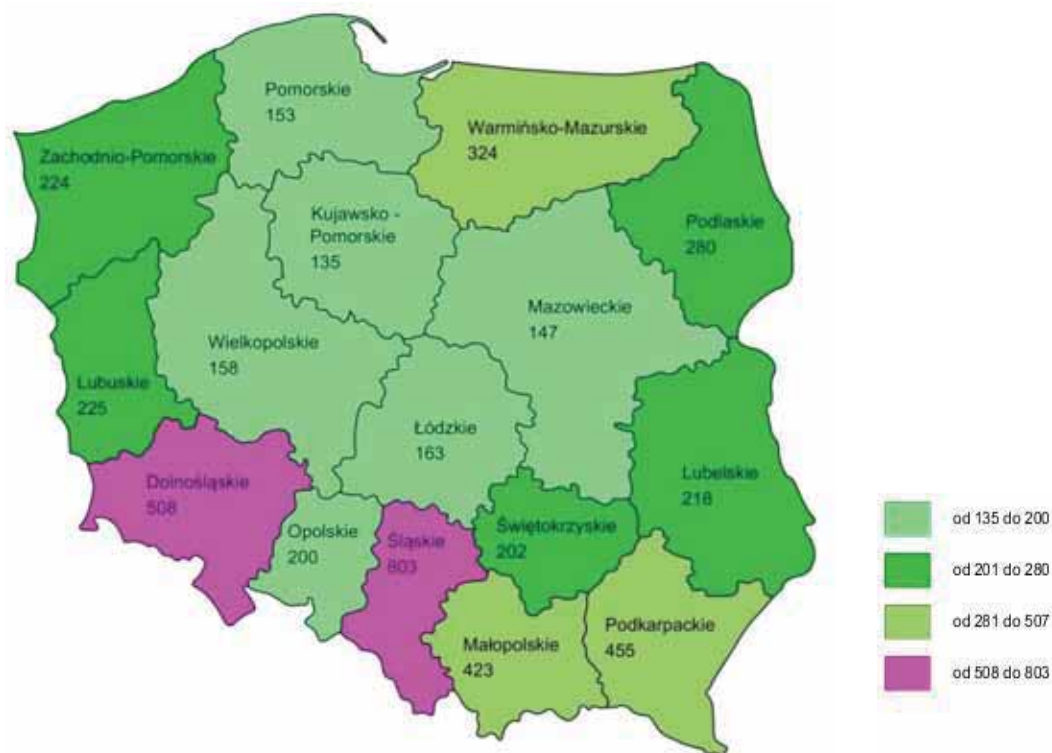 Pomorskie
153
Warmińsko-Mazurskie
324
Zachodnio-Pomorskie
224
Podlaskie
280
Kujawsko -
Pomorskie
135
Mazowieckie
147
Wielkopolskie
158
Lubuskie
225
Łódzkie
163
Lubelskie
218
Dolnośląskie
508
Opolskie
200
Śląskie
803
Świętokrzyskie
202
Małopolskie
423
Podkarpackie
455
od 135 do 200
od 201 do 280
od 281 do 507
od 508 do 803